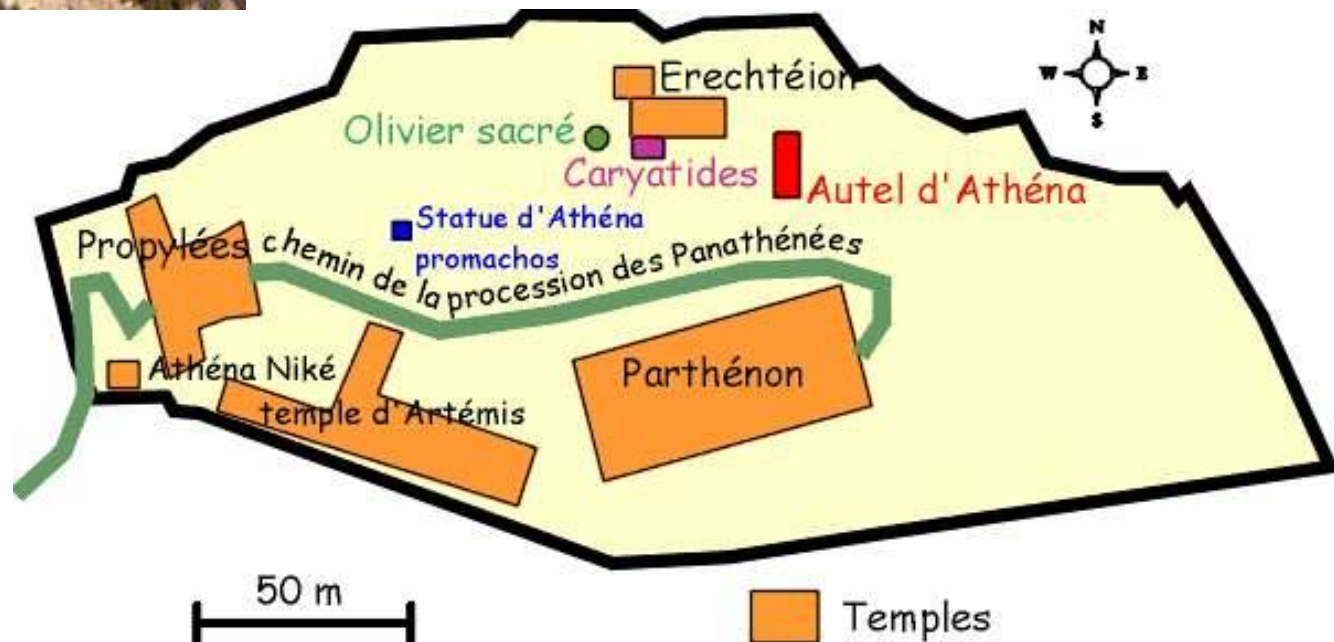 N
W E
S
Erechtéion
Olivier sacré
Caryatides
Autel d'Athéna
Statue d'Athéna
promachos
Propylées
chemin de la procession des Panathénées
Athéna Niké
temple d'Artémis
Parthénon
50 m
Temples